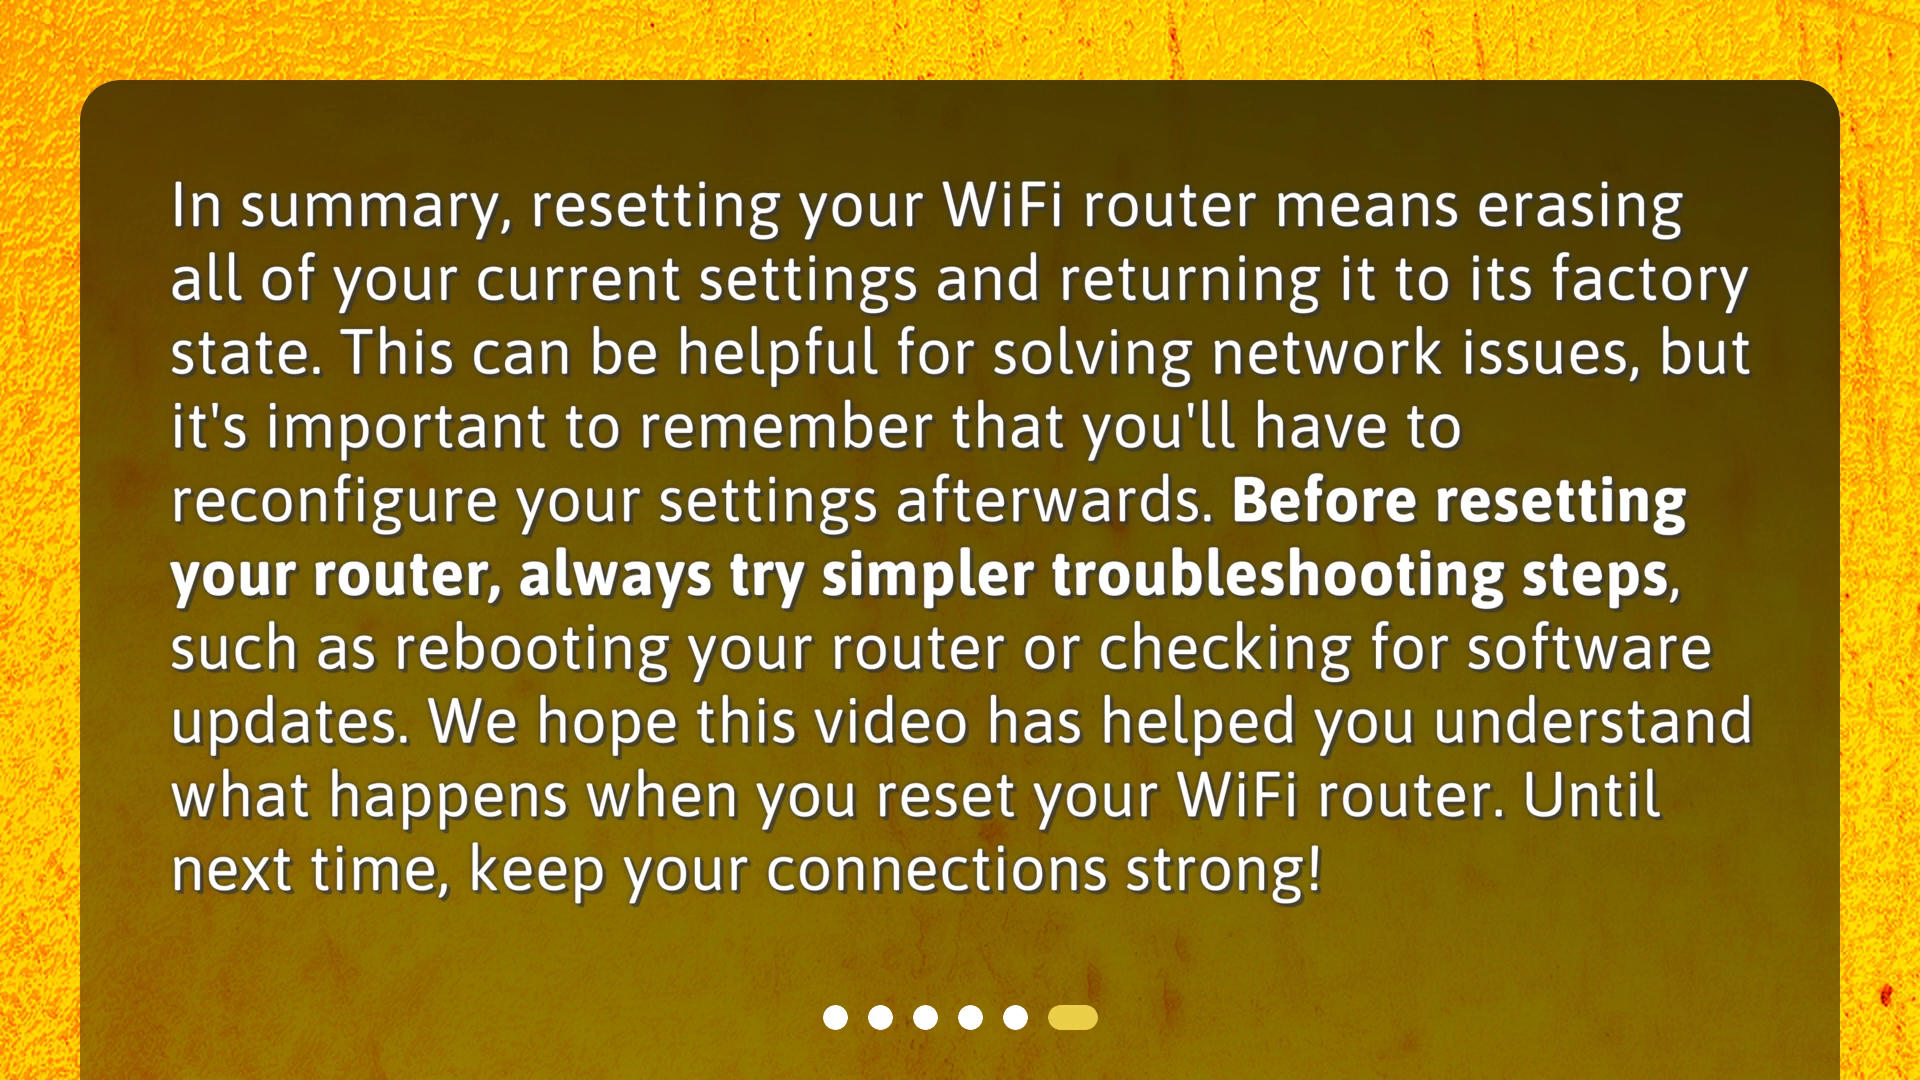 In summary, resetting your WiFi router means erasing
all of your current settings and returning it to its factory
state. This can be helpful for solving network issues, but
it's important to remember that you'll have to
reconfigure your settings afterwards. Before resetting
your router, always try simpler troubleshooting steps,
such as rebooting your router or checking for software
updates. We hope this video has helped you understand
what happens when you reset your WiFi router. Until
next time, keep your connections strong!